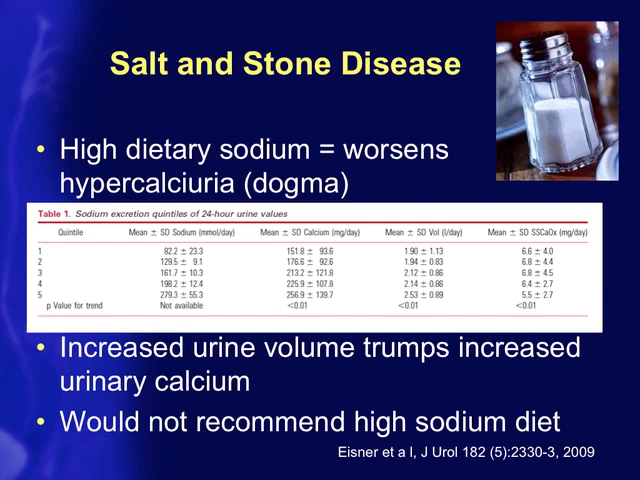 Salt and Stone Disease
• High dietary sodium = worsens
hypercalciuria (dogma)
Table 1. Sodium excretion quintiles of 24-hour urine values
Quintile Mean ± SD Sodium (mmol/day) Mean ± SD Calcium (mg/day) Mean ± SD Vol (l/day) Mean ± SD SSCaOx (mg/day)
1 82.2 ± 23.3 151.8 ± 93.6 1.90 ± 1.13 6.6 ± 4.0
2 129.5 ± 9.1 176.6 ± 92.6 1.94 ± 0.83 6.8 ± 4.4
3 161.7 ± 10.3 213.2 ± 121.8 2.12 ± 0.86 6.8 ± 4.5
4 198.2 ± 12.4 225.9 ± 107.8 2.14 ± 0.86 6.4 ± 2.7
5 279.3 ± 55.3 256.9 ± 139.7 2.53 ± 0.89 5.5 ± 2.7
p Value for trend Not available <0.01 <0.01 <0.01
• Increased urine volume trumps increased
urinary calcium
• Would not recommend high sodium diet
Eisner et a l, J Urol 182 (5):2330-3, 2009